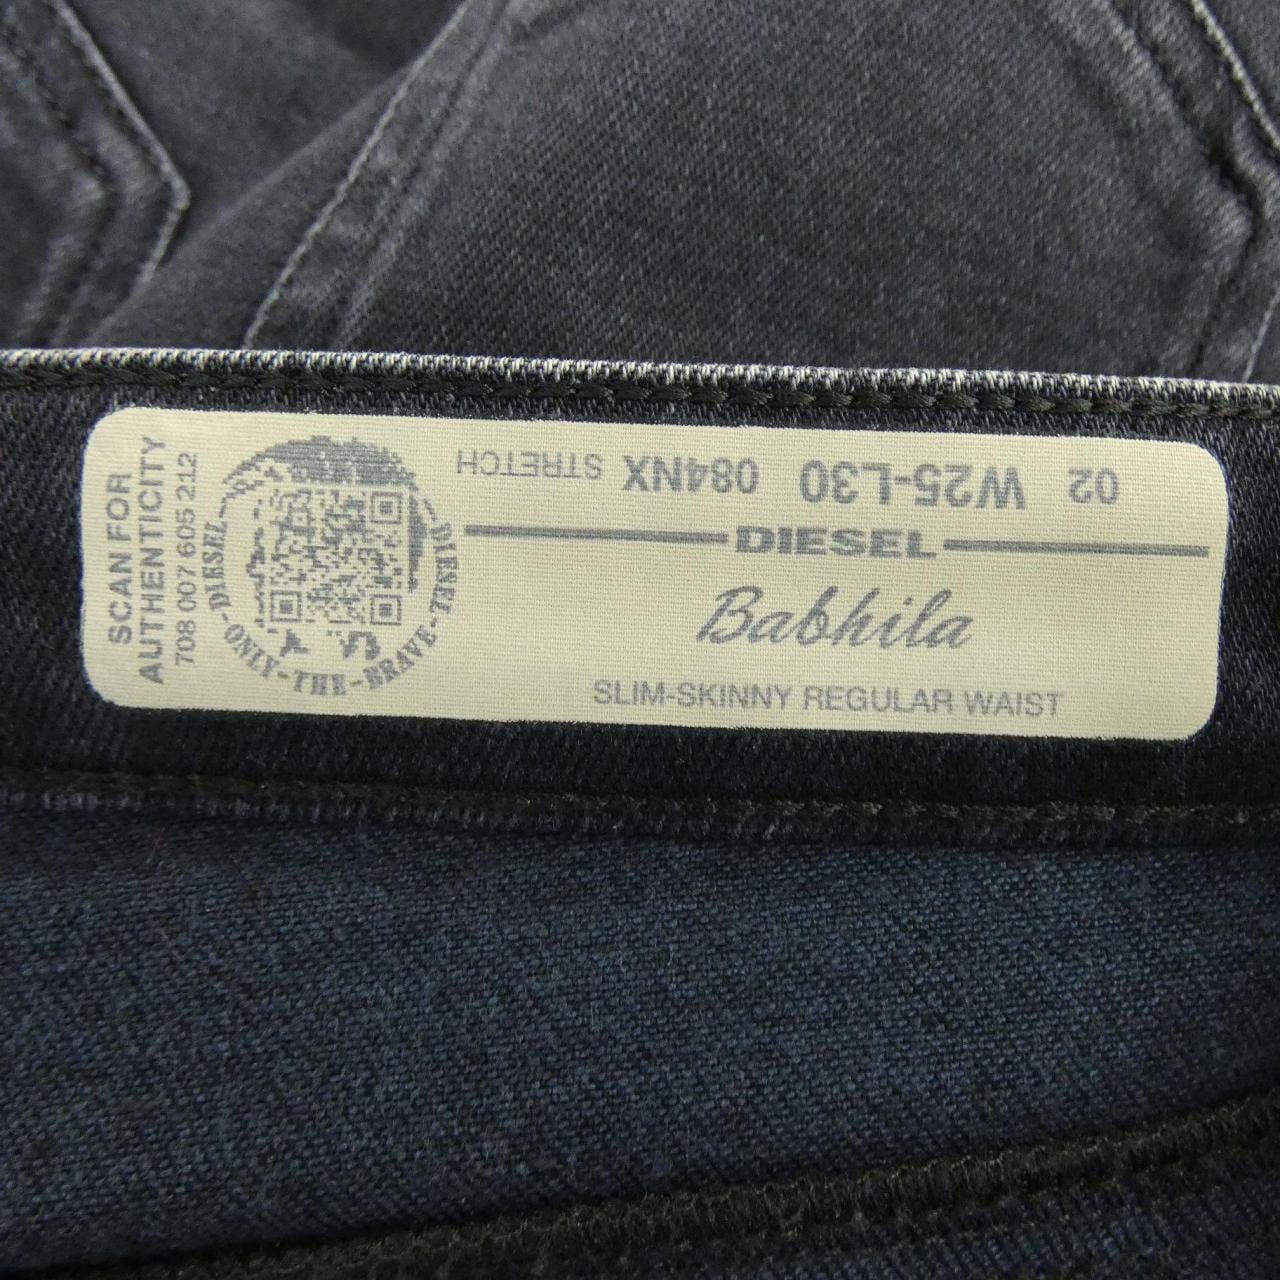 SCAN FOR
AUTHENTICITY
708 007 605 212
DIESEL-ONLY-THE-BRAVE-DIESEL
02 W25-L30 084NX STRETCH
DIESEL
Babhila
SLIM-SKINNY REGULAR WAIST